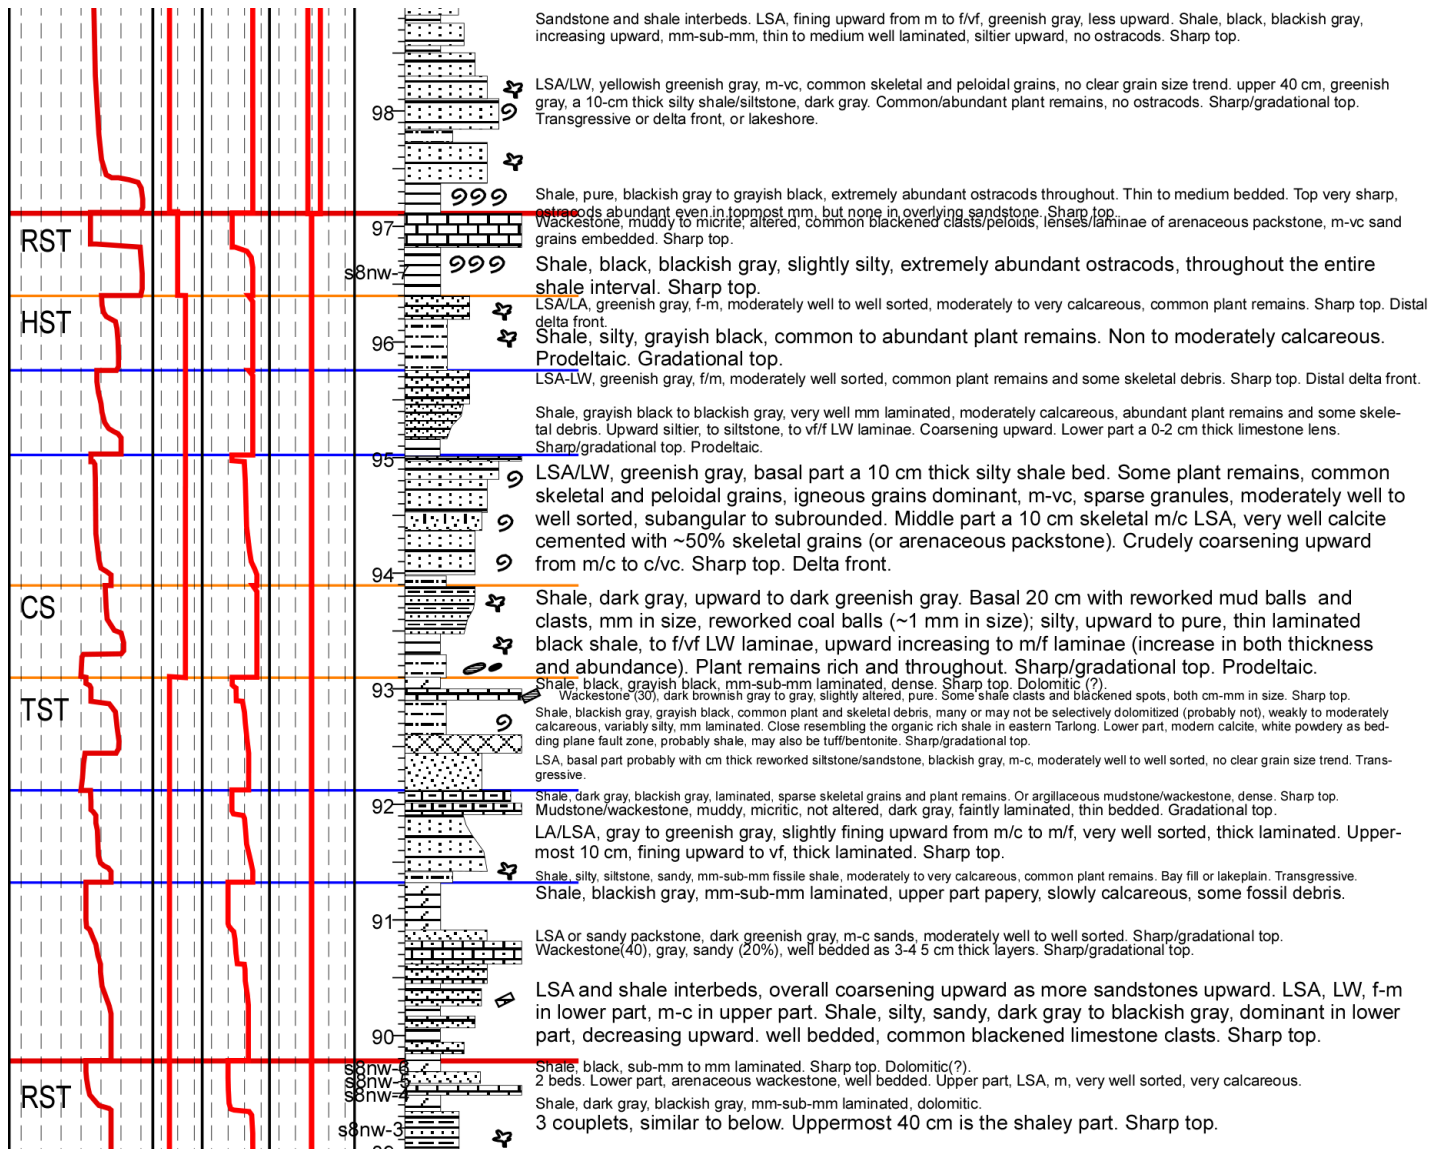 Sandstone and shale interbeds. LSA, fining upward from m to f/vf, greenish gray, less upward. Shale, black, blackish gray,
increasing upward, mm-sub-mm, thin to medium well laminated, siltier upward, no ostracods. Sharp top.
LSA/LW, yellowish greenish gray, m-vc, common skeletal and peloidal grains, no clear grain size trend. upper 40 cm, greenish
gray, a 10-cm thick silty shale/siltstone, dark gray. Common/abundant plant remains, no ostracods. Sharp/gradational top.
Transgressive or delta front, or lakeshore.
98
Shale, pure, blackish gray to grayish black, extremely abundant ostracods throughout. Thin to medium bedded. Top very sharp,
ostracods abundant even in topmost mm, but none in overlying sandstone. Sharp top.
Wackestone, muddy to micrite, altered, common blackened clasts/peloids, lenses/laminae of arenaceous packstone, m-vc sand
grains embedded. Sharp top.
97
RST
Shale, black, blackish gray, slightly silty, extremely abundant ostracods, throughout the entire
shale interval. Sharp top.
s8nw-7
LSA/LA, greenish gray, f-m, moderately well to well sorted, moderately to very calcareous, common plant remains. Sharp top. Distal
delta front.
HST
Shale, silty, grayish black, common to abundant plant remains. Non to moderately calcareous.
Prodeltaic. Gradational top.
96
LSA-LW, greenish gray, f/m, moderately well sorted, common plant remains and some skeletal debris. Sharp top. Distal delta front.
Shale, grayish black to blackish gray, very well mm laminated, moderately calcareous, abundant plant remains and some skele-
tal debris. Upward siltier, to siltstone, to vf/f LW laminae. Coarsening upward. Lower part a 0-2 cm thick limestone lens.
Sharp/gradational top. Prodeltaic.
95
LSA/LW, greenish gray, basal part a 10 cm thick silty shale bed. Some plant remains, common
skeletal and peloidal grains, igneous grains dominant, m-vc, sparse granules, moderately well to
well sorted, subangular to subrounded. Middle part a 10 cm skeletal m/c LSA, very well calcite
cemented with ~50% skeletal grains (or arenaceous packstone). Crudely coarsening upward
from m/c to c/vc. Sharp top. Delta front.
94
CS
Shale, dark gray, upward to dark greenish gray. Basal 20 cm with reworked mud balls and
clasts, mm in size, reworked coal balls (~1 mm in size); silty, upward to pure, thin laminated
black shale, to f/vf LW laminae, upward increasing to m/f laminae (increase in both thickness
and abundance). Plant remains rich and throughout. Sharp/gradational top. Prodeltaic.
Shale, black, grayish black, mm-sub-mm laminated, dense. Sharp top. Dolomitic (?).
93
Wackestone (30), dark brownish gray to gray, slightly altered, pure. Some shale clasts and blackened spots, both cm-mm in size. Sharp top.
TST
Shale, blackish gray, grayish black, common plant and skeletal debris, many or may not be selectively dolomitized (probably not), weakly to moderately
calcareous, variably silty, mm laminated. Close resembling the organic rich shale in eastern Tarlong. Lower part, modern calcite, white powdery as bed-
ding plane fault zone, probably shale, may also be tuff/bentonite. Sharp/gradational top.
LSA, basal part probably with cm thick reworked siltstone/sandstone, blackish gray, m-c, moderately well to well sorted, no clear grain size trend. Trans-
gressive.
Shale, dark gray, blackish gray, laminated, sparse skeletal grains and plant remains. Or argillaceous mudstone/wackestone, dense. Sharp top.
92
Mudstone/wackestone, muddy, micritic, not altered, dark gray, faintly laminated, thin bedded. Gradational top.
LA/LSA, gray to greenish gray, slightly fining upward from m/c to m/f, very well sorted, thick laminated. Upper-
most 10 cm, fining upward to vf, thick laminated. Sharp top.
Shale, silty, siltstone, sandy, mm-sub-mm fissile shale, moderately to very calcareous, common plant remains. Bay fill or lakeplain. Transgressive.
Shale, blackish gray, mm-sub-mm laminated, upper part papery, slowly calcareous, some fossil debris.
91
LSA or sandy packstone, dark greenish gray, m-c sands, moderately well to well sorted. Sharp/gradational top.
Wackestone(40), gray, sandy (20%), well bedded as 3-4 5 cm thick layers. Sharp/gradational top.
LSA and shale interbeds, overall coarsening upward as more sandstones upward. LSA, LW, f-m
in lower part, m-c in upper part. Shale, silty, sandy, dark gray to blackish gray, dominant in lower
part, decreasing upward. well bedded, common blackened limestone clasts. Sharp top.
90
Shale, black, sub-mm to mm laminated. Sharp top. Dolomitic(?).
s8nw-6
2 beds. Lower part, arenaceous wackestone, well bedded. Upper part, LSA, m, very well sorted, very calcareous.
s8nw-5
s8nw-4
RST
Shale, dark gray, blackish gray, mm-sub-mm laminated, dolomitic.
3 couplets, similar to below. Uppermost 40 cm is the shaley part. Sharp top.
s8nw-3